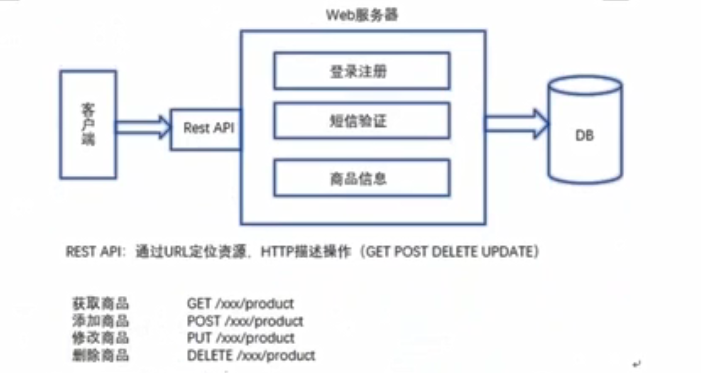 Web服务器
客户端
Rest API
登录注册
短信验证
商品信息
DB
REST API：通过URL定位资源，HTTP描述操作（GET POST DELETE UPDATE）
获取商品 GET /xxx/product
添加商品 POST /xxx/product
修改商品 PUT /xxx/product
删除商品 DELETE /xxx/product